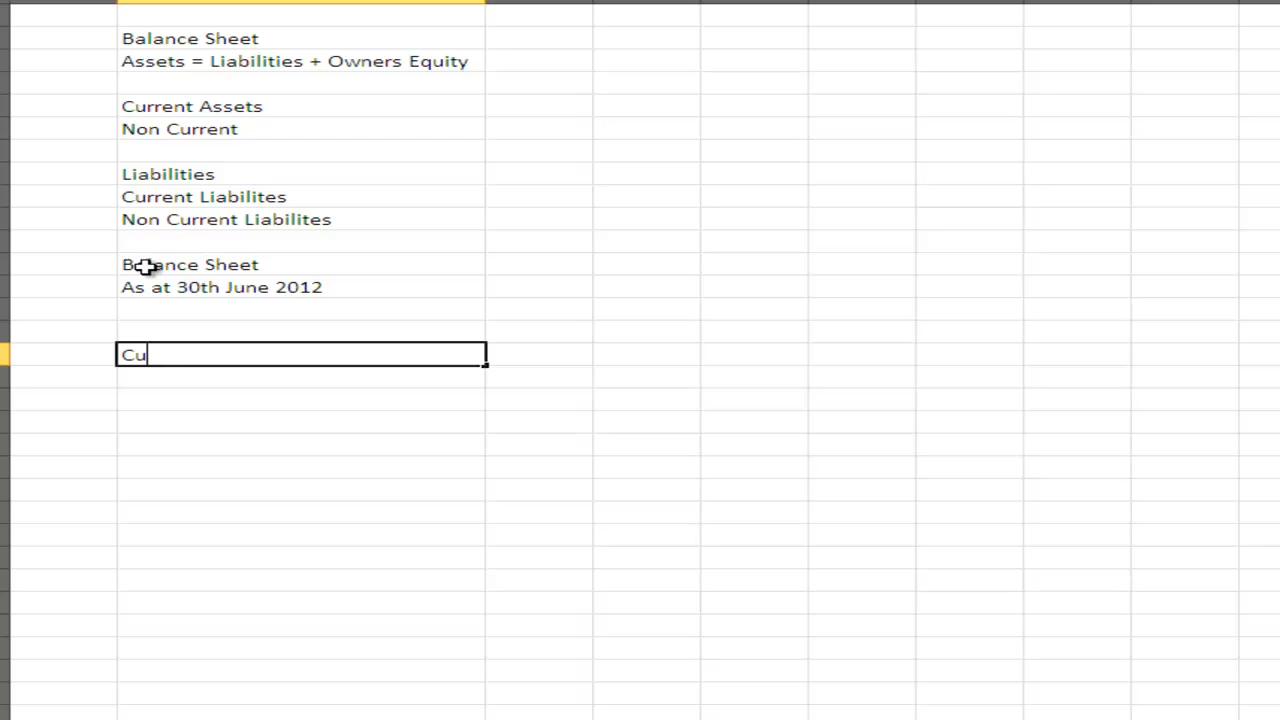 Balance Sheet
Assets = Liabilities + Owners Equity
Current Assets
Non Current
Liabilities
Current Liabilites
Non Current Liabilites
Balance Sheet
As at 30th June 2012
Cu